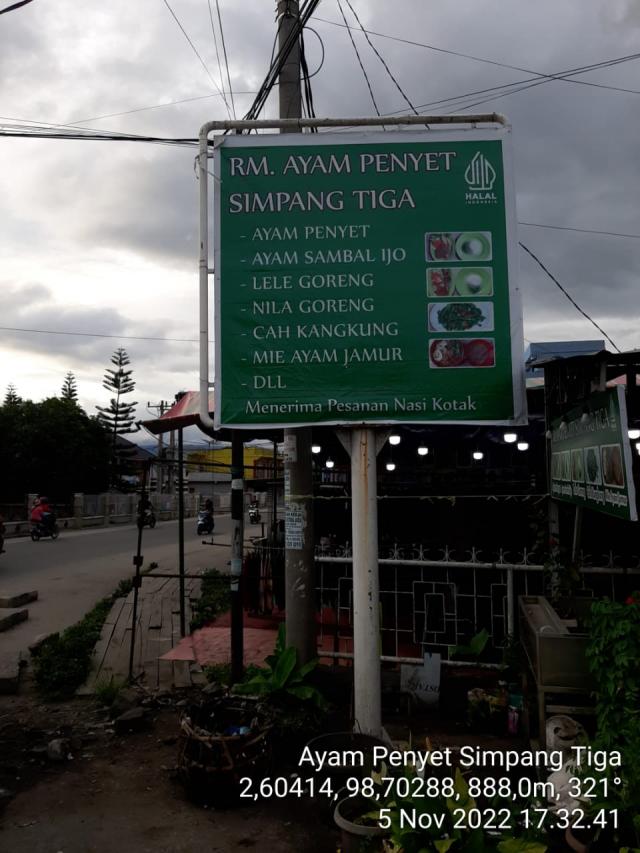 RM. AYAM PENYET
SIMPANG TIGA
HALAL
INDONESIA
- AYAM PENYET
- AYAM SAMBAL IJO
- LELE GORENG
- NILA GORENG
- CAH KANGKUNG
- MIE AYAM JAMUR
- DLL
Menerima Pesanan Nasi Kotak
Ayam Penyet Simpang Tiga
2,60414, 98,70288, 888,0m, 321°
5 Nov 2022 17.32.41